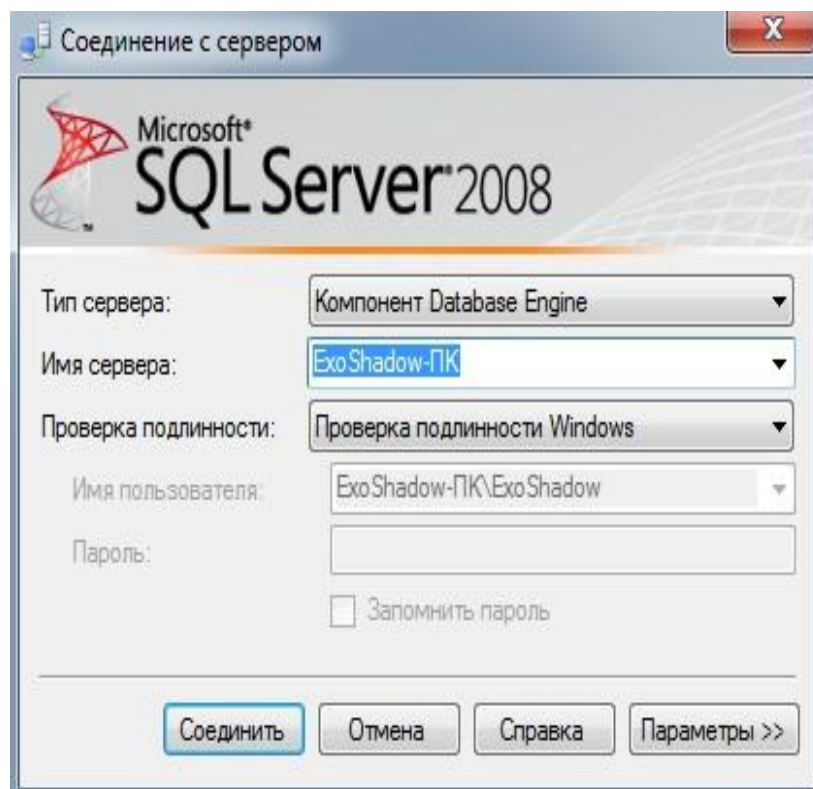 Соединение с сервером
Microsoft®
SQL Server® 2008
Тип сервера: Компонент Database Engine
Имя сервера: ExoShadow-ПК
Проверка подлинности: Проверка подлинности Windows
Имя пользователя: ExoShadow-ПК\ExoShadow
Пароль:
Запомнить пароль
Соединить Отмена Справка Параметры >>